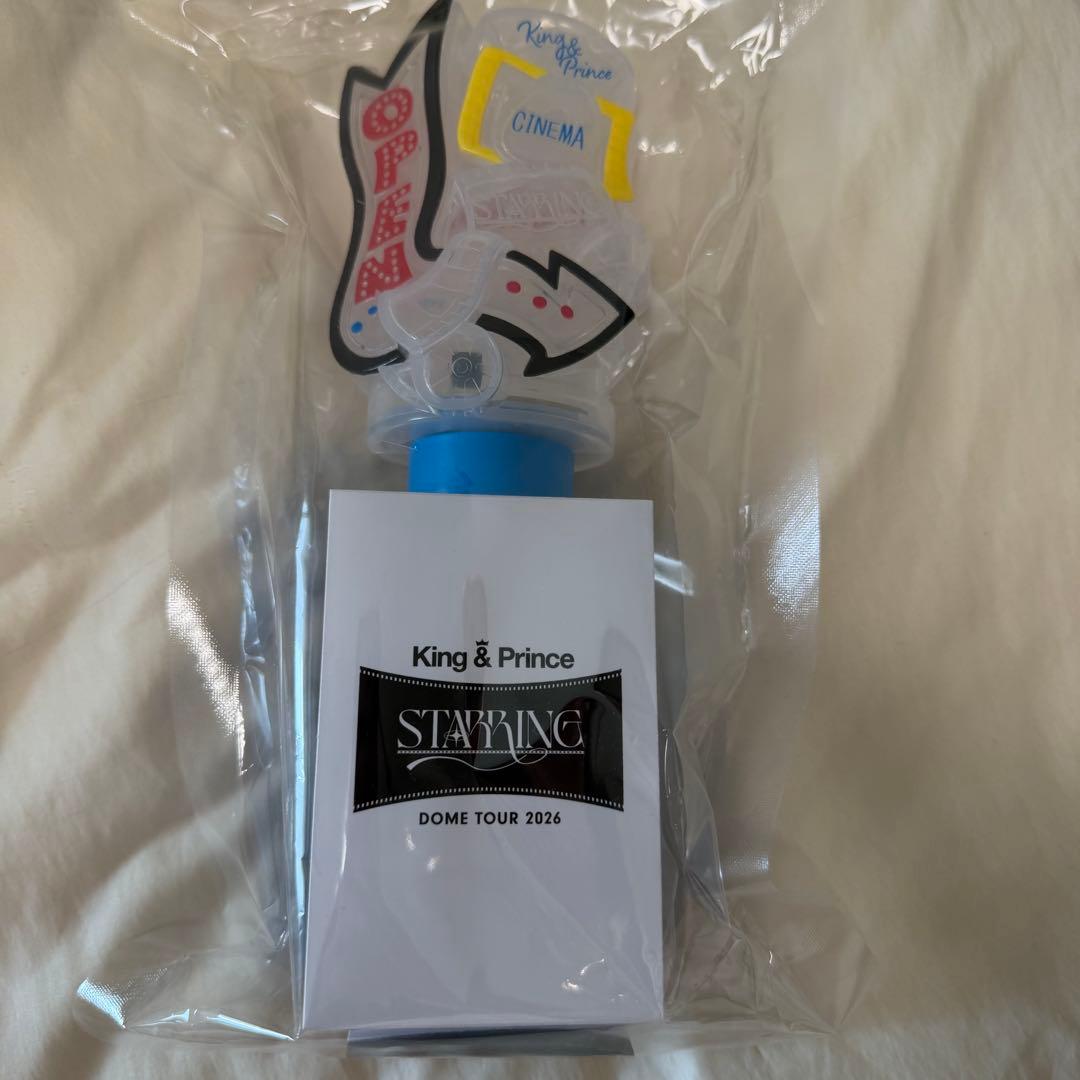 King & Prince
CINEMA
OPEN
STARRING
King & Prince
STARRING
DOME TOUR 2026